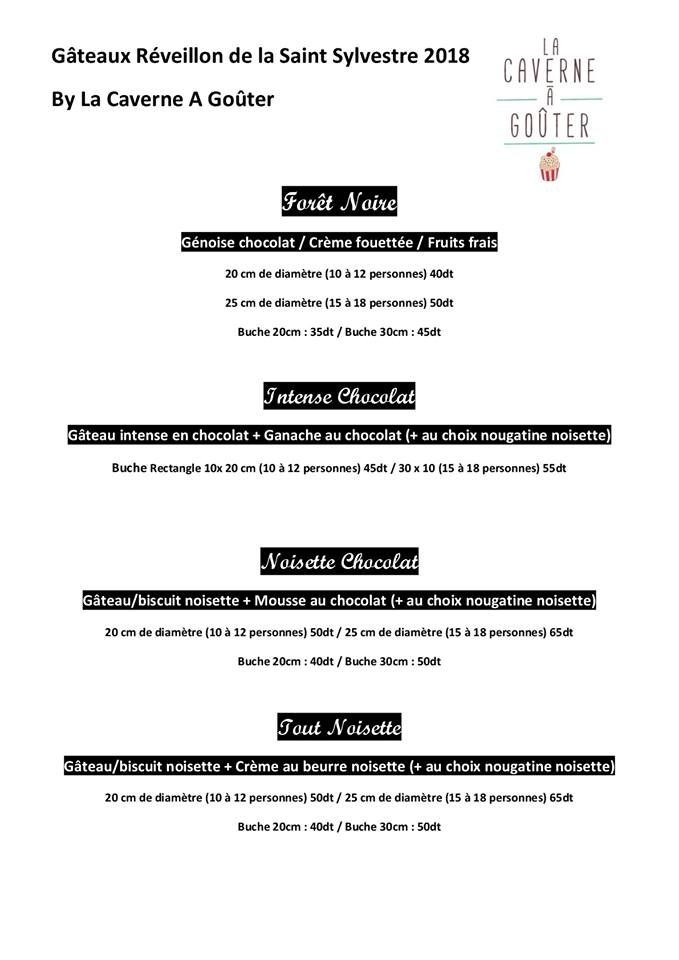 Gâteaux Réveillon de la Saint Sylvestre 2018
By La Caverne A Goûter
LA
CAVERNE
À
GOÛTER
Forêt Noire
Génoise chocolat / Crème fouettée / Fruits frais
20 cm de diamètre (10 à 12 personnes) 40dt
25 cm de diamètre (15 à 18 personnes) 50dt
Buche 20cm : 35dt / Buche 30cm : 45dt
Intense Chocolat
Gâteau intense en chocolat + Ganache au chocolat (+ au choix nougatine noisette)
Buche Rectangle 10x 20 cm (10 à 12 personnes) 45dt / 30 x 10 (15 à 18 personnes) 55dt
Noisette Chocolat
Gâteau/biscuit noisette + Mousse au chocolat (+ au choix nougatine noisette)
20 cm de diamètre (10 à 12 personnes) 50dt / 25 cm de diamètre (15 à 18 personnes) 65dt
Buche 20cm : 40dt / Buche 30cm : 50dt
Tout Noisette
Gâteau/biscuit noisette + Crème au beurre noisette (+ au choix nougatine noisette)
20 cm de diamètre (10 à 12 personnes) 50dt / 25 cm de diamètre (15 à 18 personnes) 65dt
Buche 20cm : 40dt / Buche 30cm : 50dt